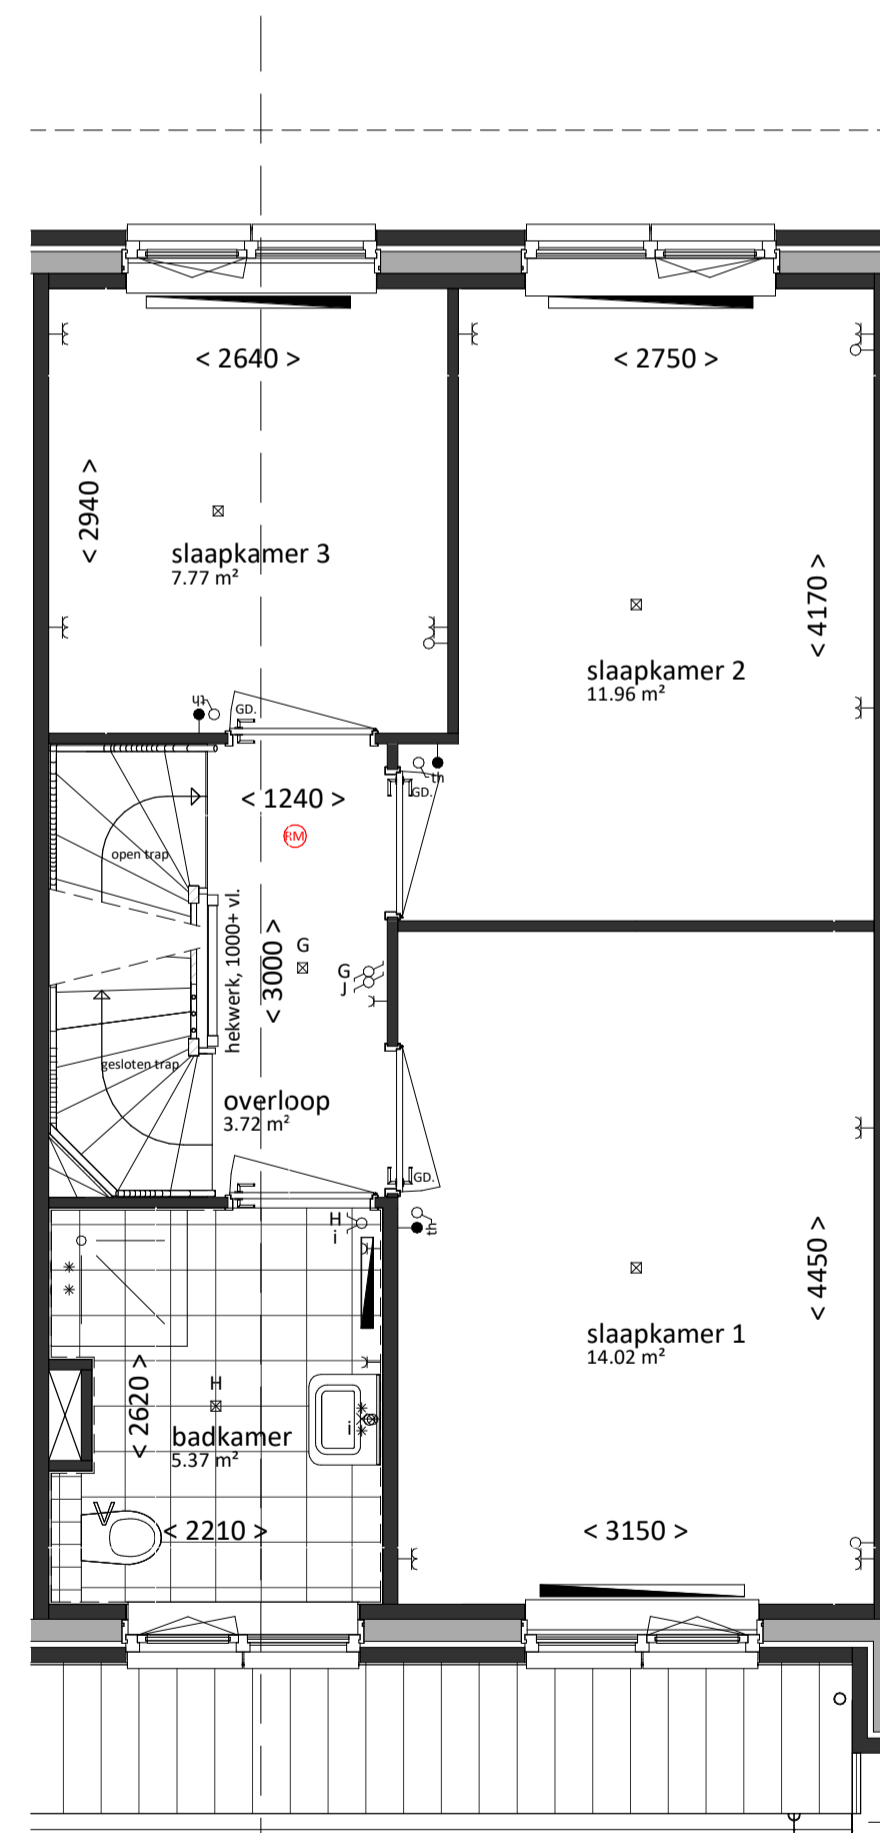 < 2640 >
< 2750 >
< 2940 >
slaapkamer 3
7.77 m²
< 4170 >
slaapkamer 2
11.96 m²
th
GD.
th
GD.
< 1240 >
RM
open trap
hekwerk, 1000+ vl.
< 3000 >
G
G
J
gesloten trap
overloop
3.72 m²
GD.
H
i
th
< 4450 >
slaapkamer 1
14.02 m²
< 2620 >
H
badkamer
5.37 m²
i
V
< 2210 >
< 3150 >